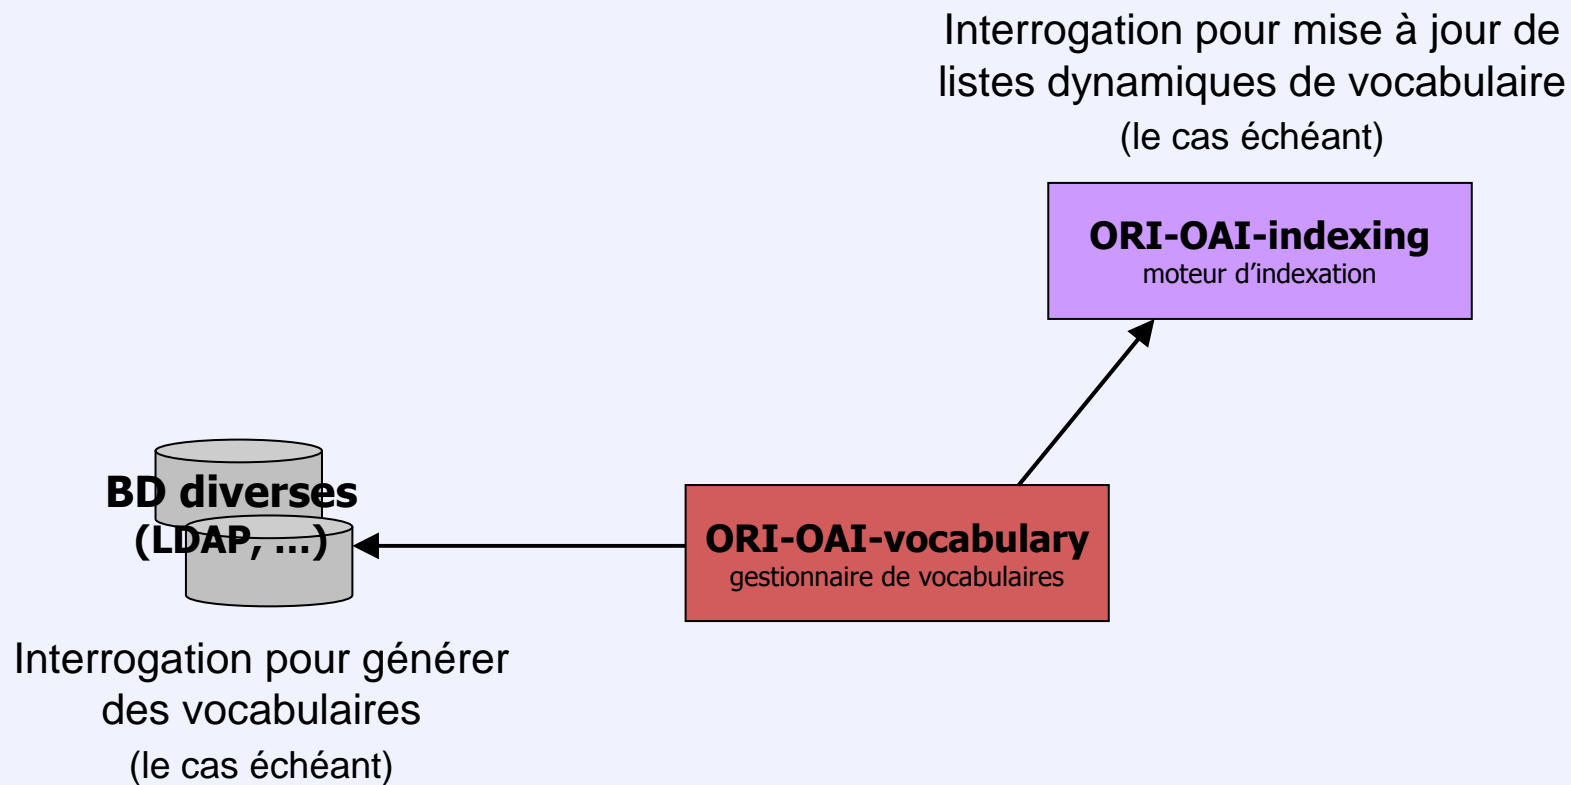 Interrogation pour mise à jour de
listes dynamiques de vocabulaire
(le cas échéant)
ORI-OAI-indexing
moteur d’indexation
BD diverses
(LDAP, …)
ORI-OAI-vocabulary
gestionnaire de vocabulaires
Interrogation pour générer
des vocabulaires
(le cas échéant)